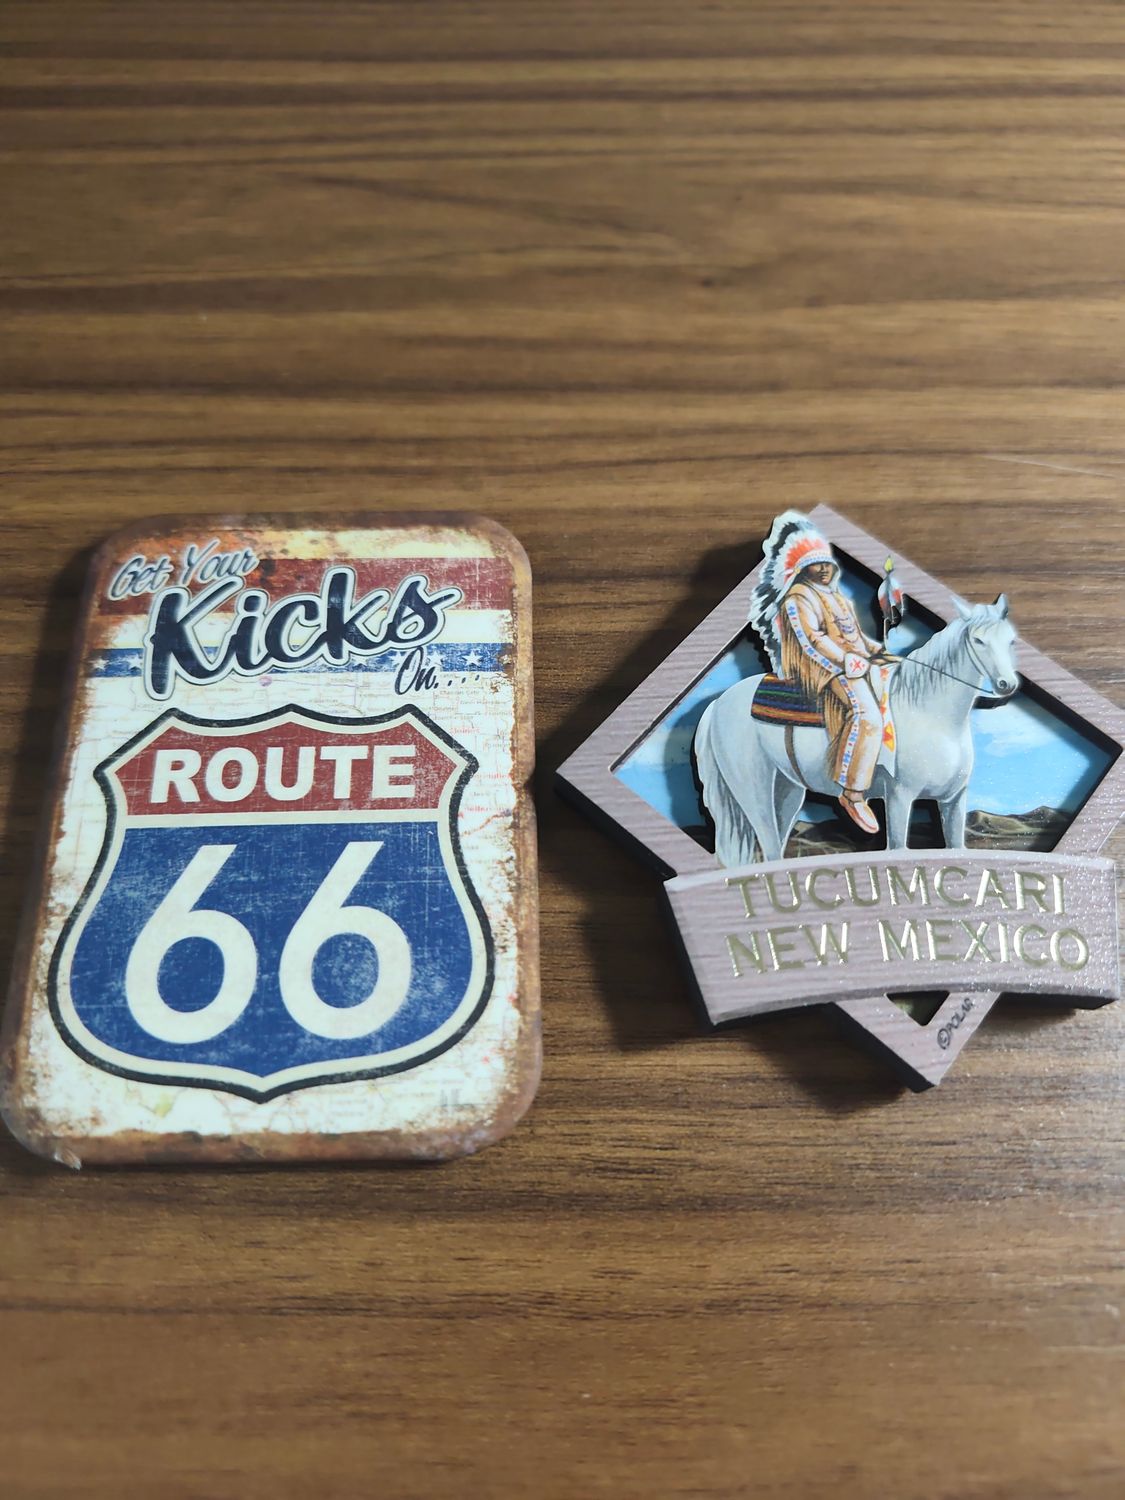 Get Your
Kicks
On....
ROUTE
66
TUCUMCARI
NEW MEXICO